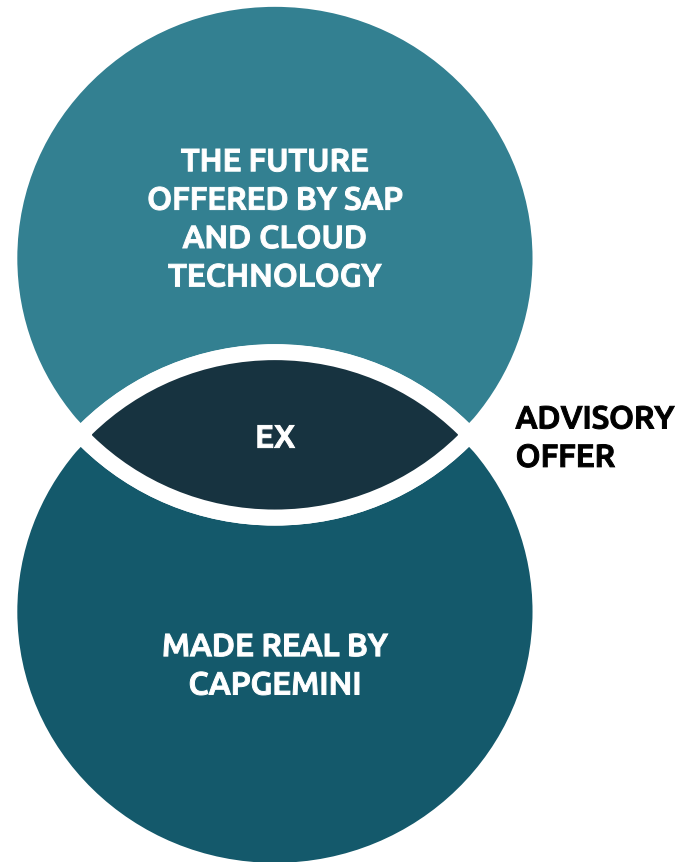 THE FUTURE
OFFERED BY SAP
AND CLOUD
TECHNOLOGY
EX
ADVISORY
OFFER
MADE REAL BY
CAPGEMINI